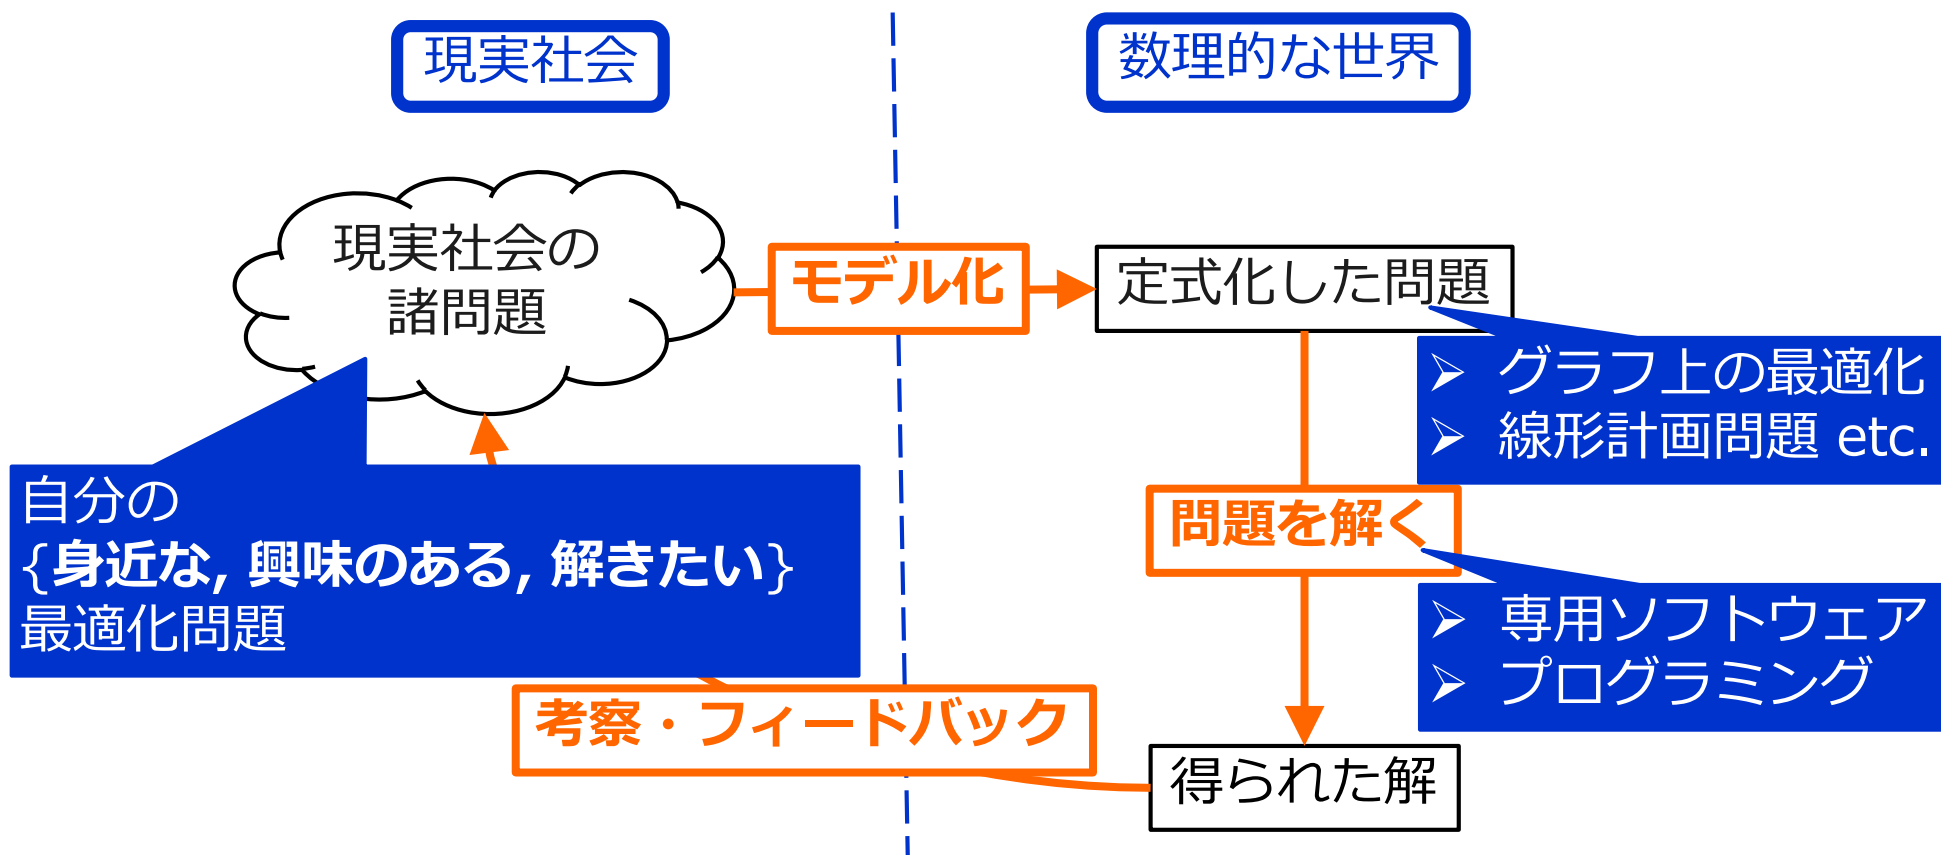 現実社会
数理的な世界
現実社会の
諸問題
モデル化
定式化した問題
➢ グラフ上の最適化
➢ 線形計画問題 etc.
自分の
{身近な, 興味のある, 解きたい}
最適化問題
問題を解く
➢ 専用ソフトウェア
➢ プログラミング
考察・フィードバック
得られた解